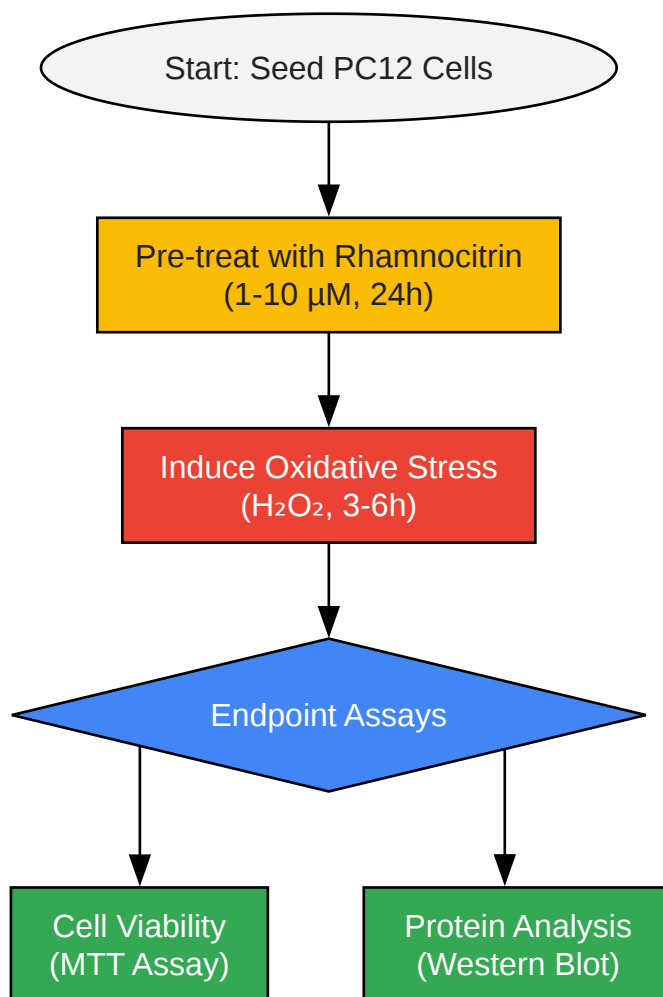 Start: Seed PC12 Cells
Pre-treat with Rhamnocitrin
(1-10 µM, 24h)
Induce Oxidative Stress
(H₂O₂, 3-6h)
Endpoint Assays
Cell Viability
(MTT Assay)
Protein Analysis
(Western Blot)